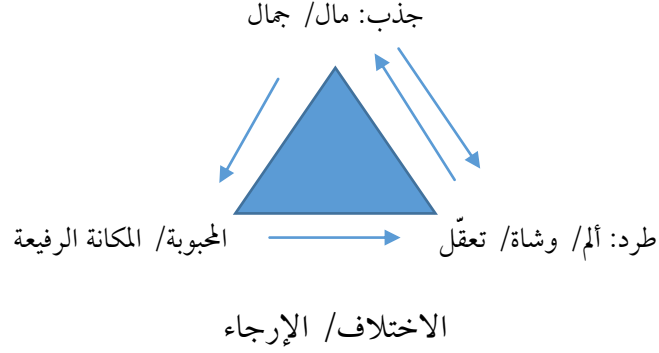 جذب: مال/ جمال
طرد: ألم/ وشاة/ تعقّل
المحبوبة/ المكانة الرفيعة
الاختلاف/ الإرجاء